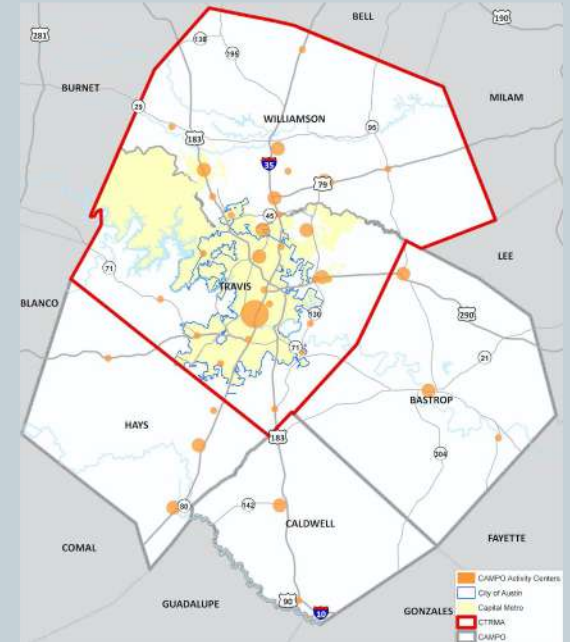 BELL
190
281
138
195
BURNET
MILAM
29
WILLIAMSON
95
183
35
79
45
LEE
71
TRAVIS
BLANCO
130
290
71
21
BASTROP
HAYS
183
304
142
80
CALDWELL
COMAL
FAYETTE
GUADALUPE
90
10
GONZALES
CAMPO Activity Centers
City of Austin
Capital Metro
CTRMA
CAMPO